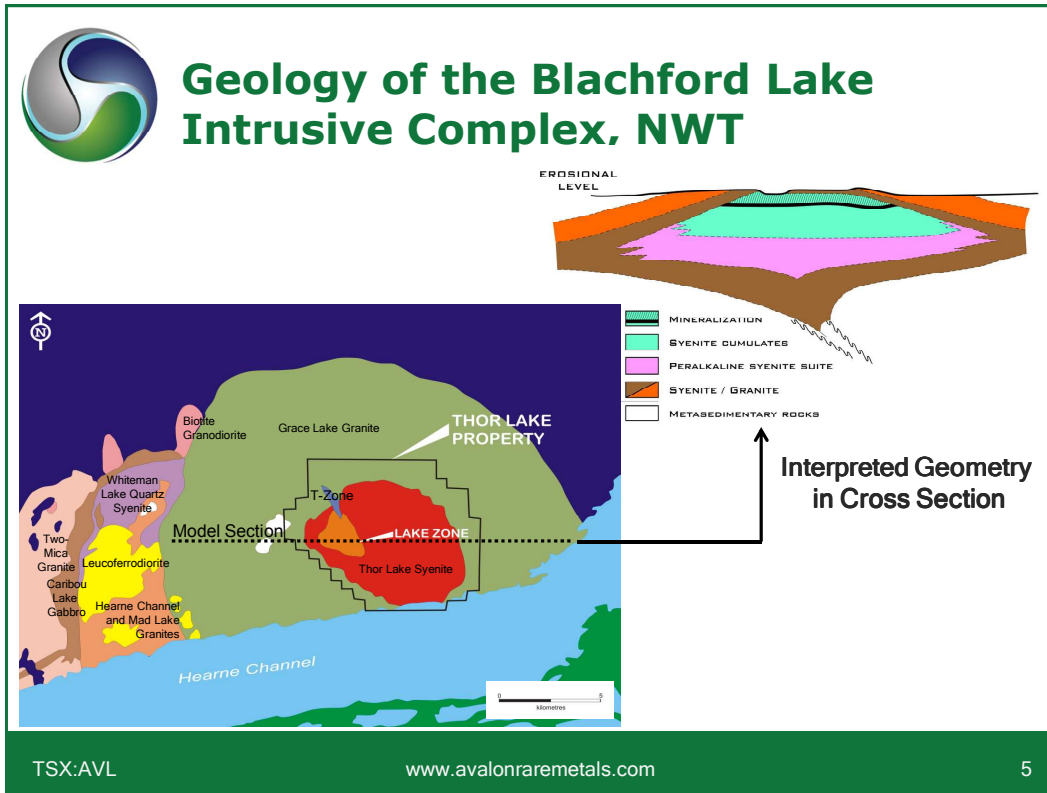 Geology of the Blachford Lake
Intrusive Complex, NWT
EROSIONAL
LEVEL
MINERALIZATION
SYENITE CUMULATES
PERALKALINE SYENITE SUITE
SYENITE / GRANITE
METASEDIMENTARY ROCKS
Interpreted Geometry
in Cross Section
N
Biotite
Granodiorite
Grace Lake Granite
THOR LAKE
PROPERTY
Whiteman
Lake Quartz
Syenite
T-Zone
Model Section
LAKE ZONE
Two-
Mica
Granite
Leucoferrodiorite
Thor Lake Syenite
Caribou
Lake
Gabbro
Hearne Channel
and Mad Lake
Granites
Hearne Channel
0 5
kilometres
TSX:AVL www.avalonraremetals.com 5